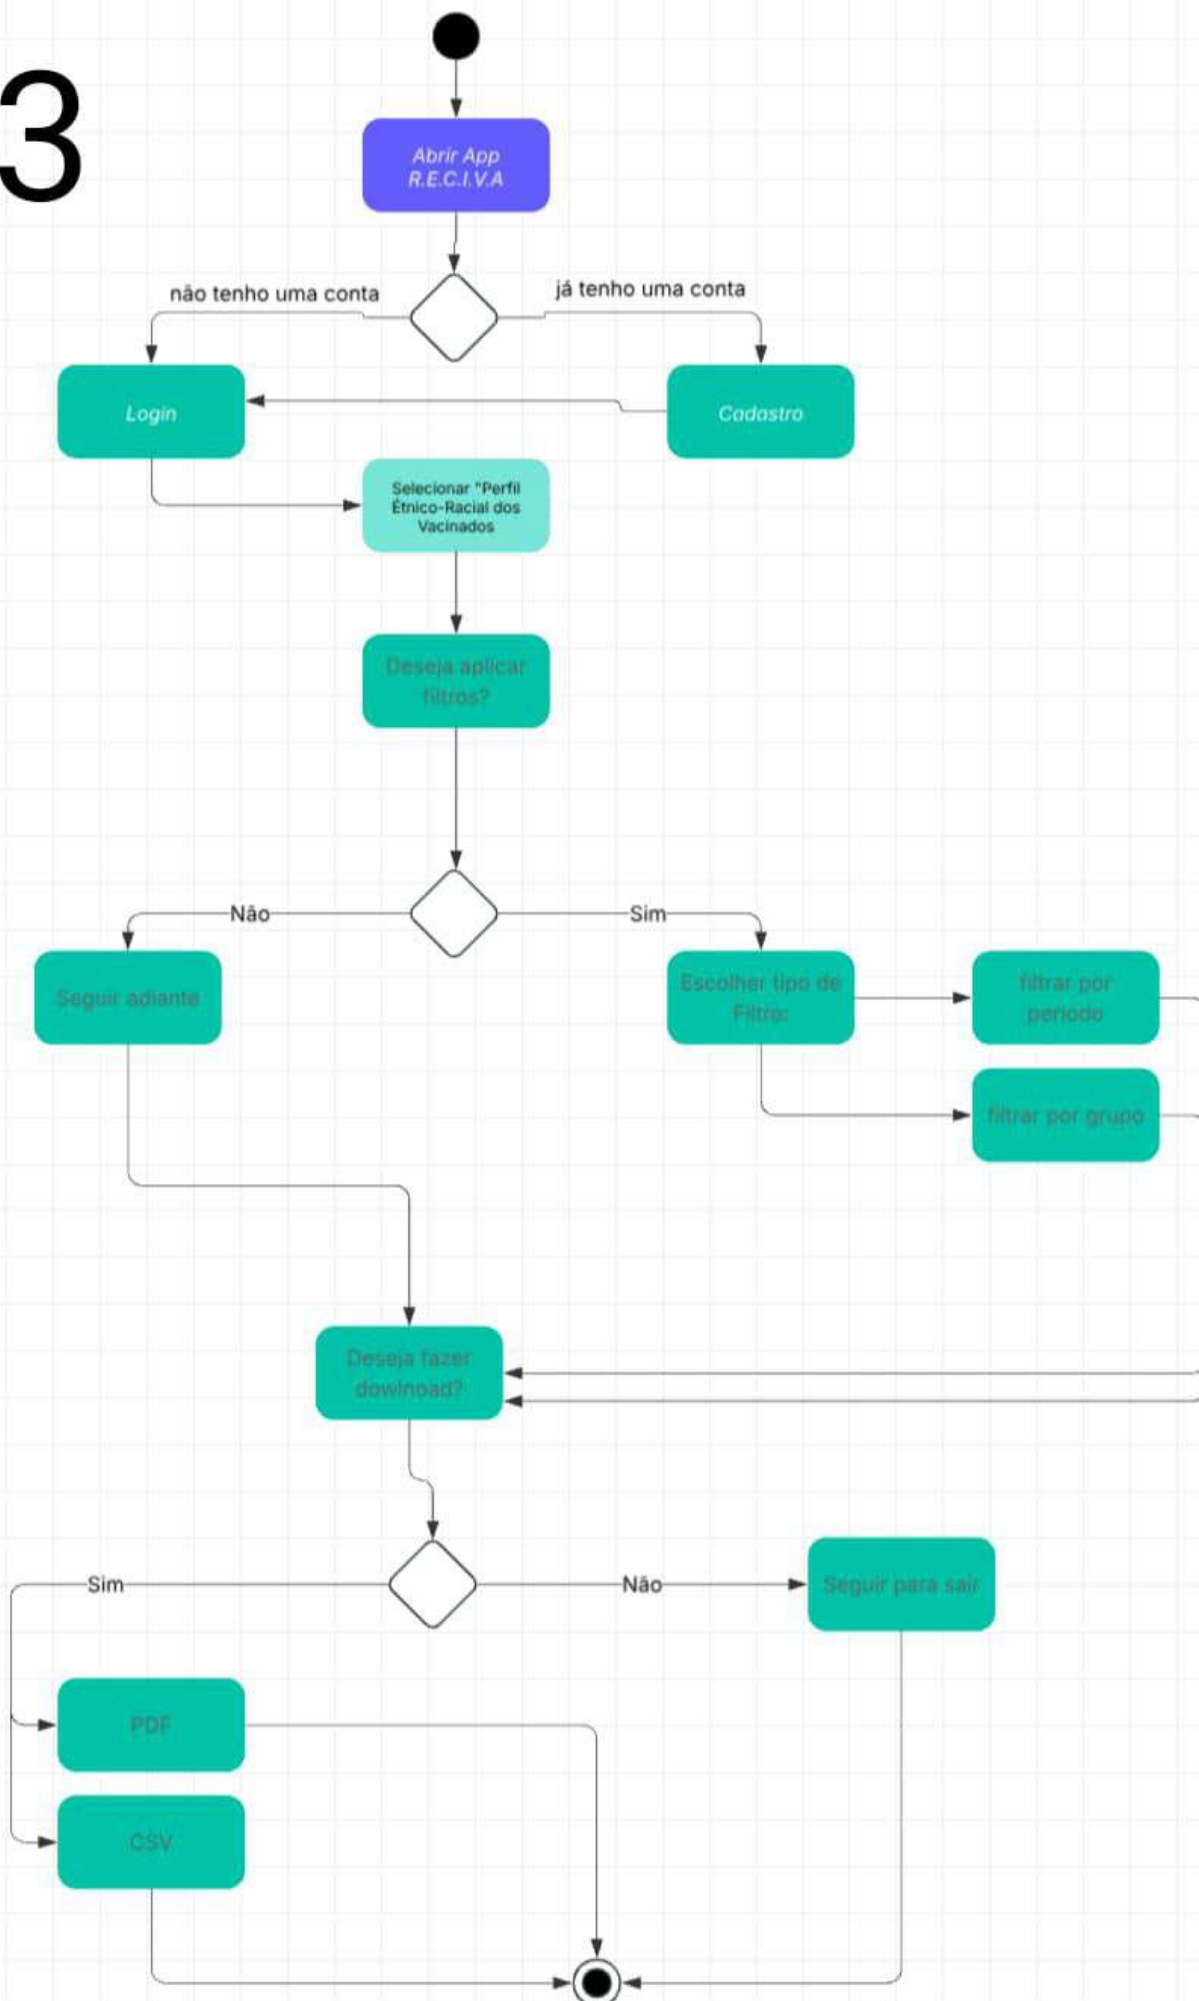 3
Abrir App
R.E.C.I.V.A
não tenho uma conta
já tenho uma conta
Login
Cadastro
Selecionar "Perfil
Étnico-Racial dos
Vacinados
Deseja aplicar
filtros?
Não
Sim
Seguir adiante
Escolher tipo de
Filtro:
filtrar por
periodo
filtrar por grupo
Deseja fazer
dowlnoad?
Sim
Não
Seguir para sair
PDF
CSV